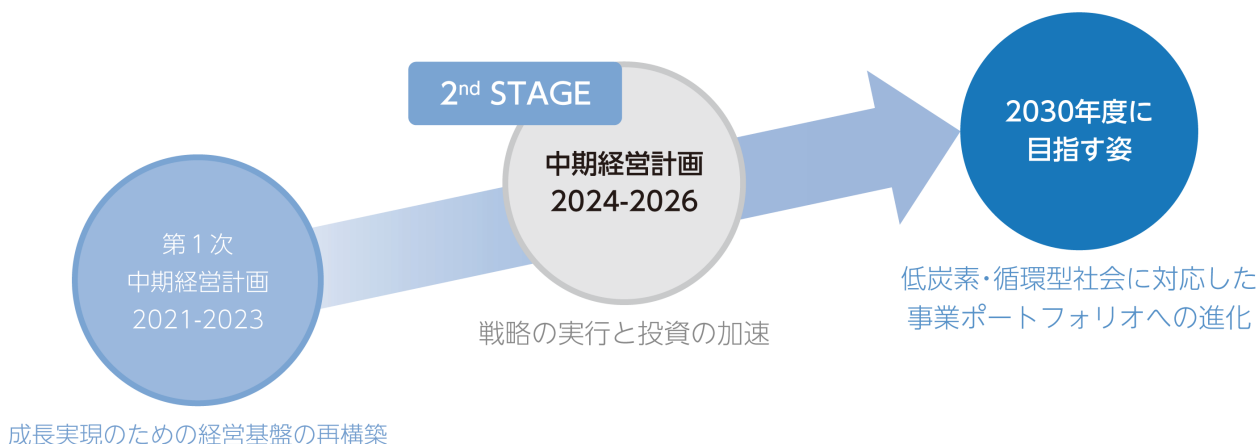 2nd STAGE
中期経営計画
2024-2026
戦略の実行と投資の加速
第1次
中期経営計画
2021-2023
成長実現のための経営基盤の再構築
2030年度に
目指す姿
低炭素・循環型社会に対応した
事業ポートフォリオへの進化